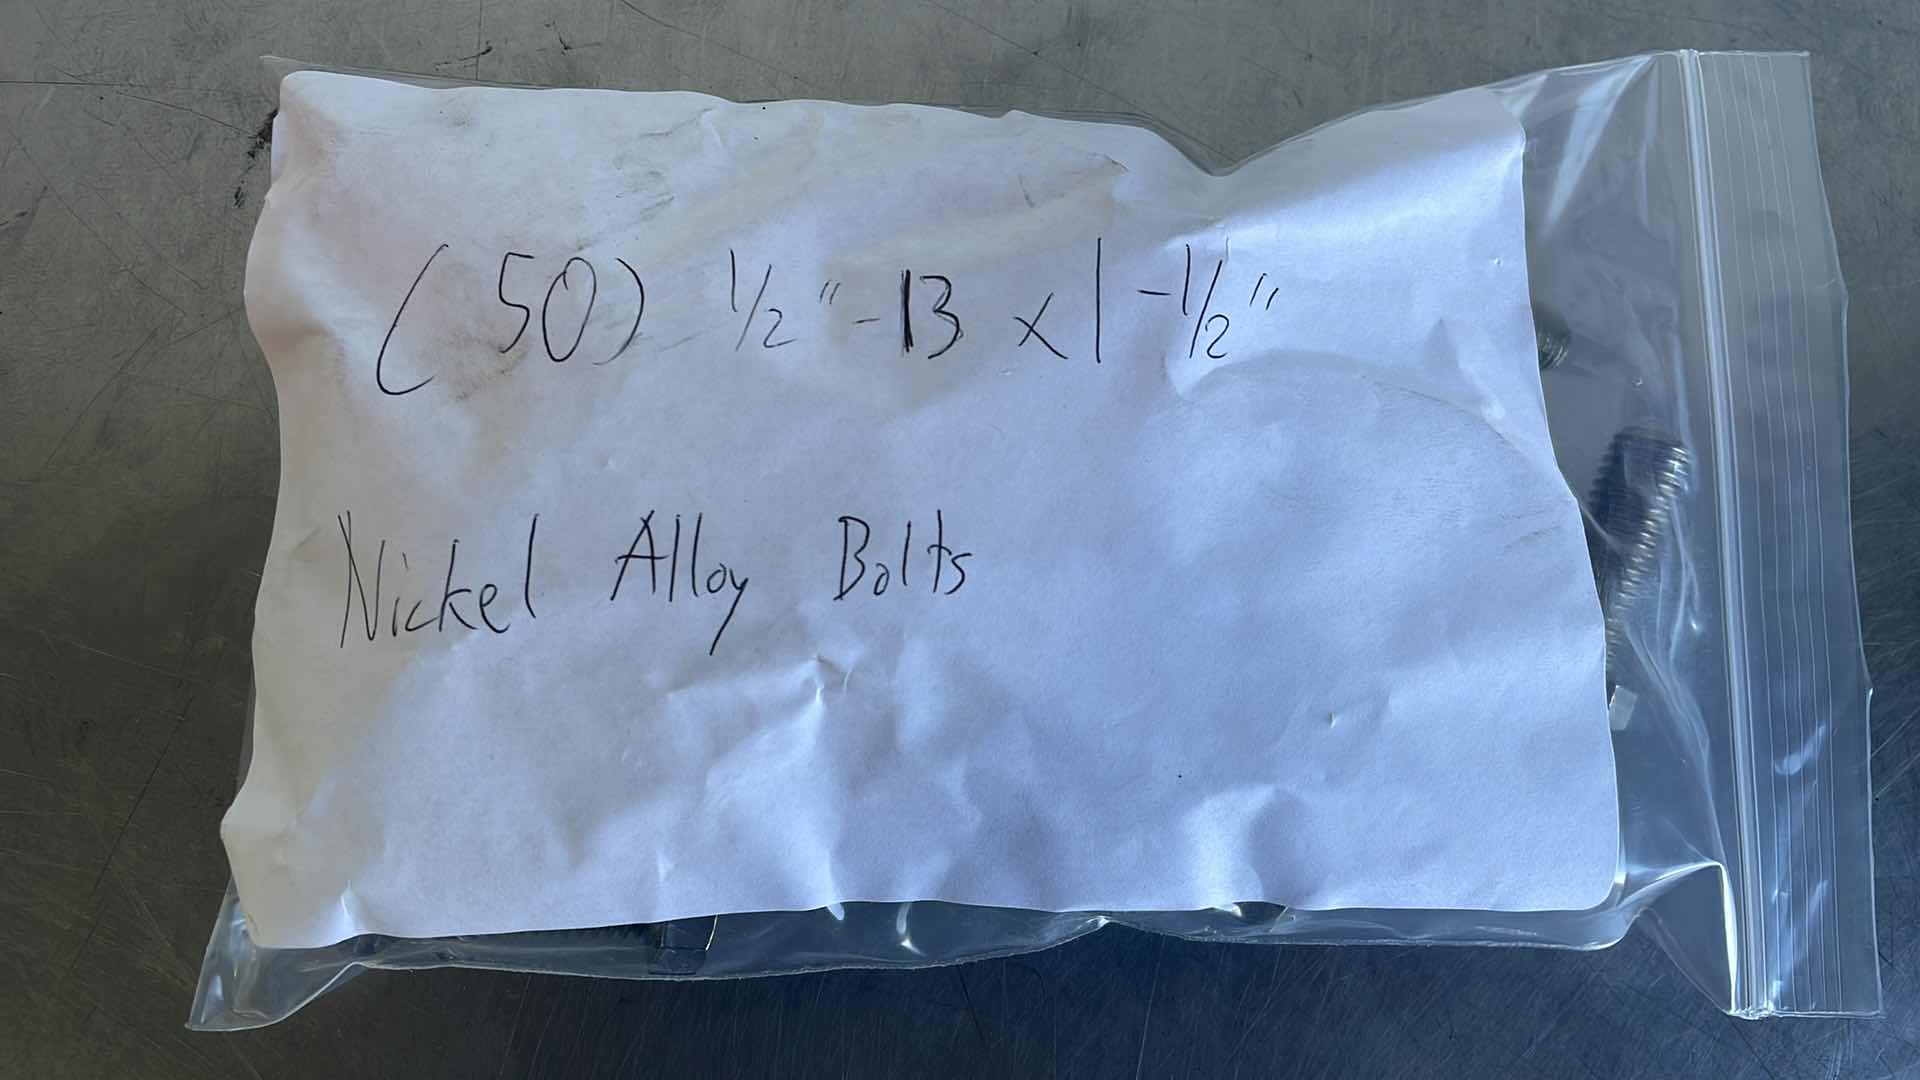 (50) 1/2" -13 x 1-1/2"
Nickel Alloy Bolts